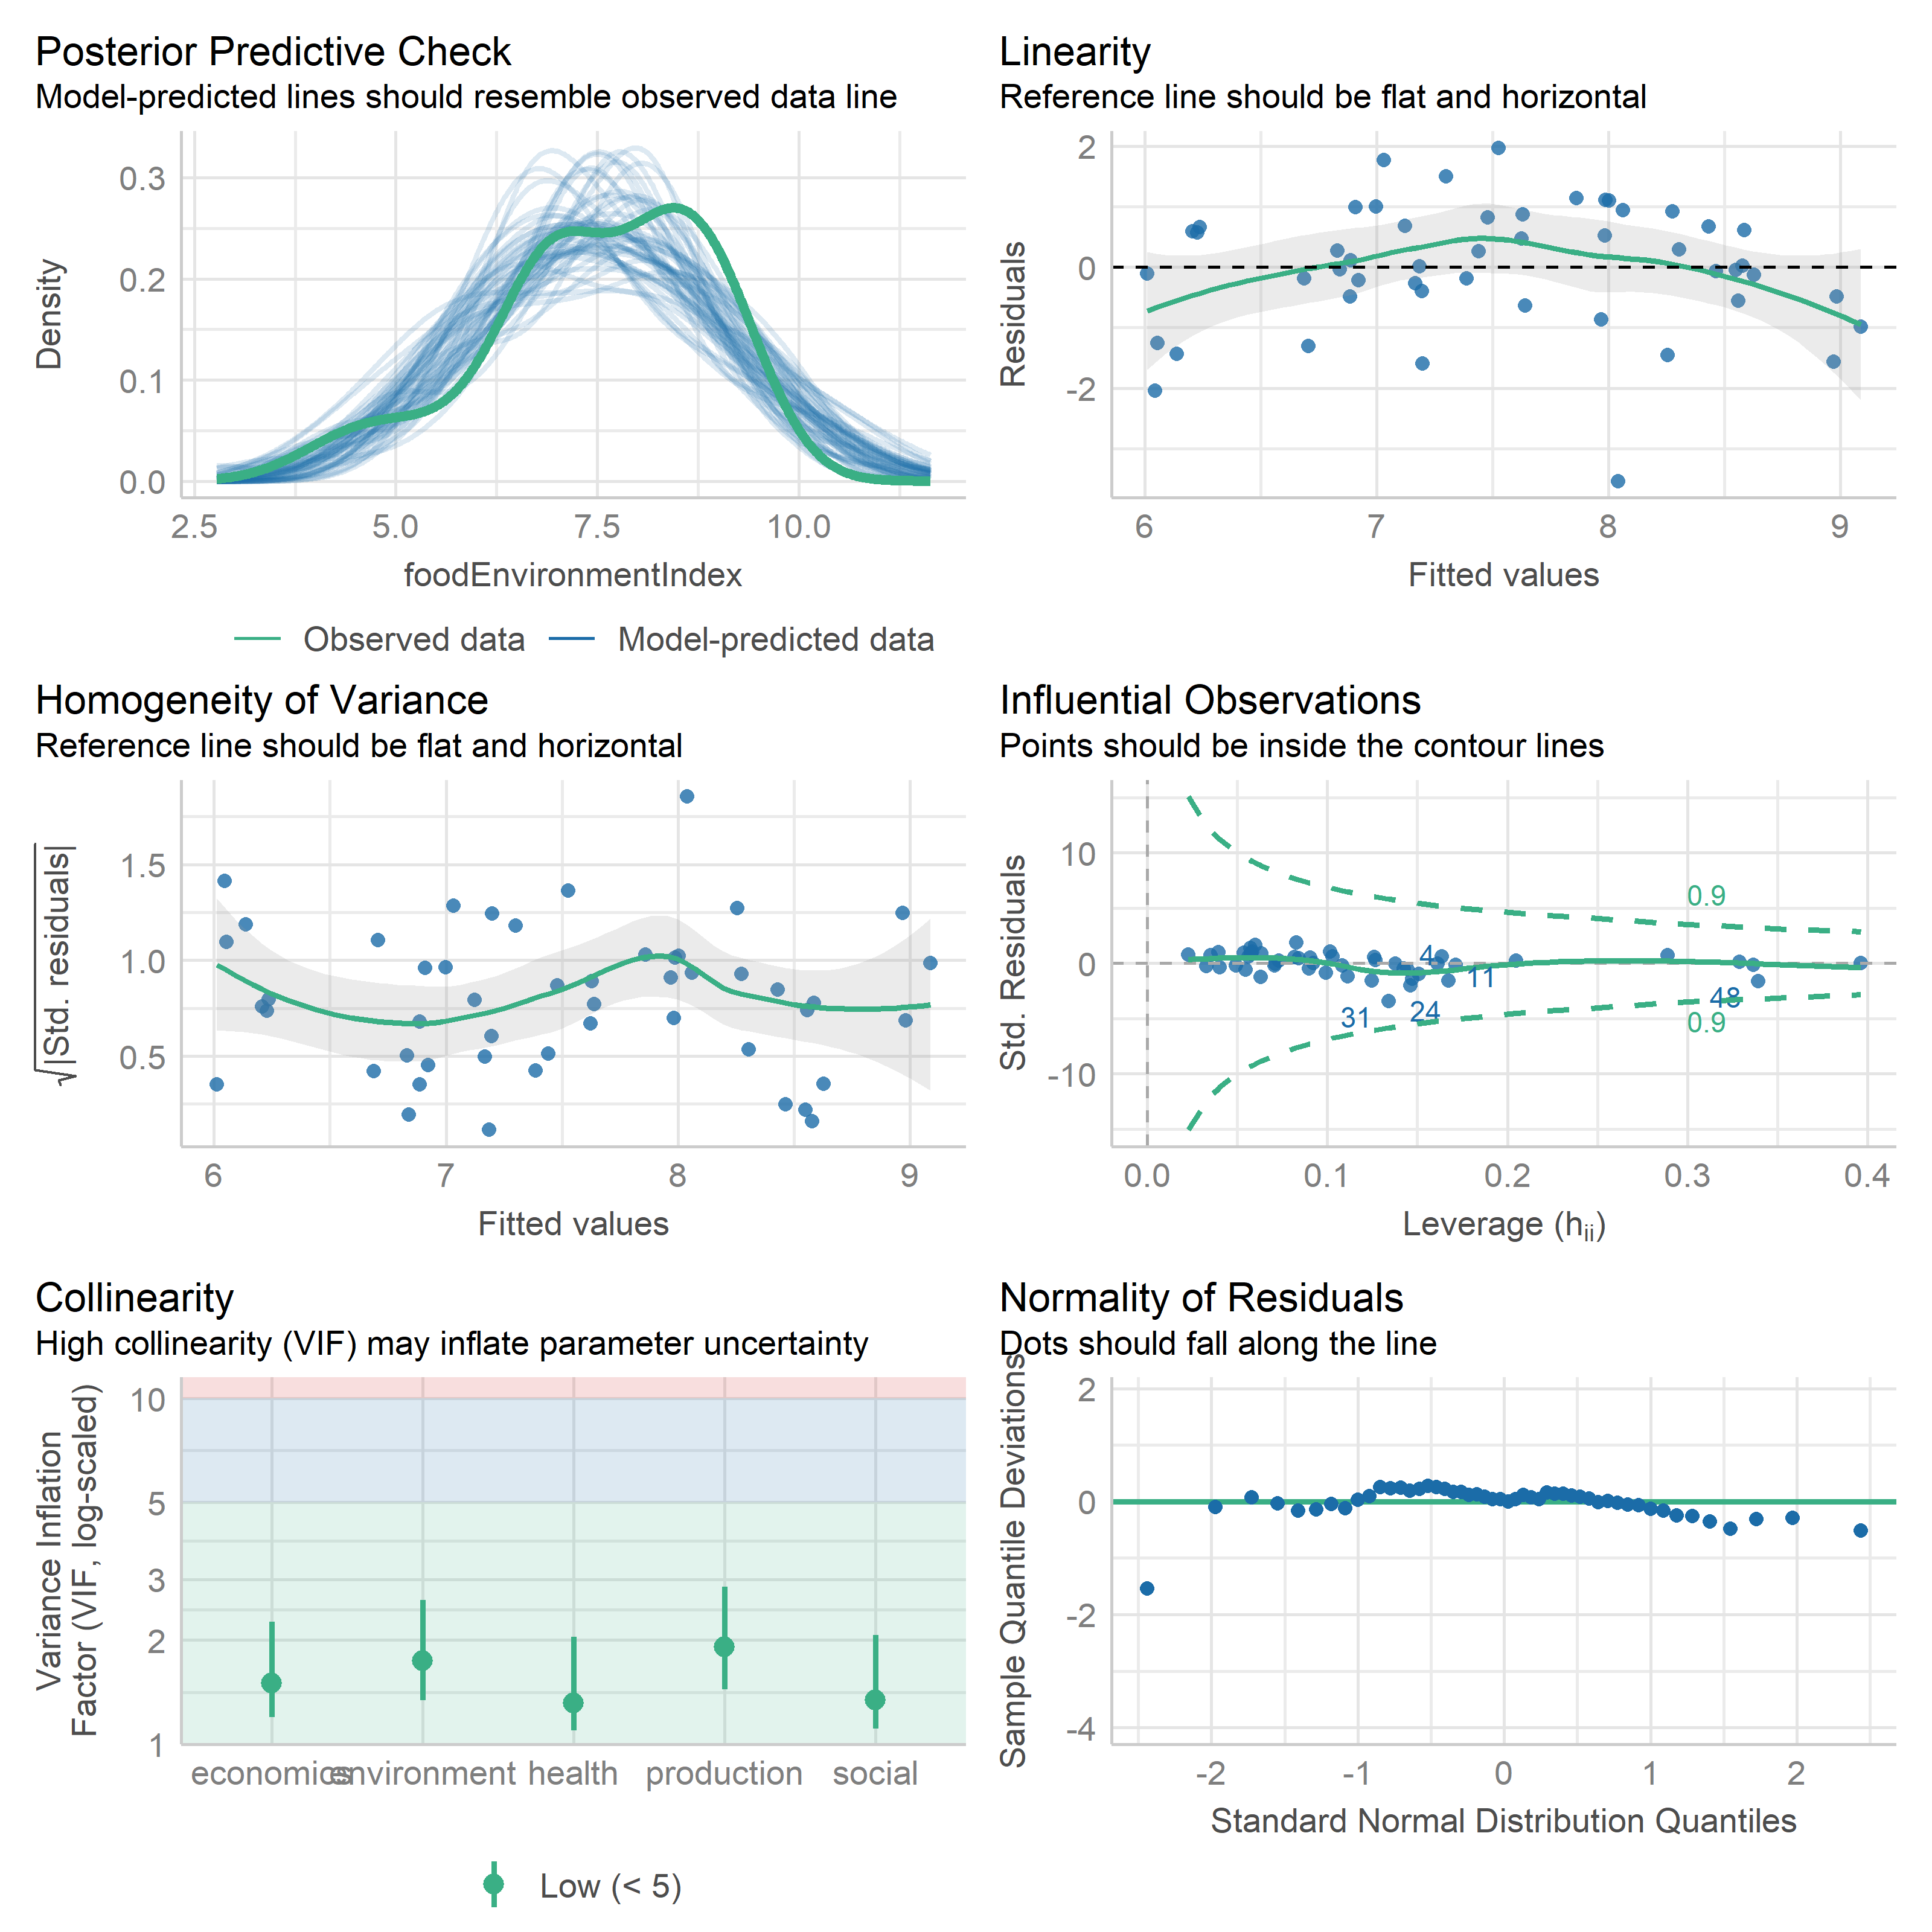 Posterior Predictive Check
Model-predicted lines should resemble observed data line
Density
0.3
0.2
0.1
0.0
2.5 5.0 7.5 10.0
foodEnvironmentIndex
Observed data Model-predicted data
Linearity
Reference line should be flat and horizontal
Residuals
2
0
-2
6 7 8 9
Fitted values
Homogeneity of Variance
Reference line should be flat and horizontal
√|Std. residuals|
1.5
1.0
0.5
6 7 8 9
Fitted values
Influential Observations
Points should be inside the contour lines
Std. Residuals
10
0
-10
0.9
4
11
48
24
31
0.9
0.0 0.1 0.2 0.3 0.4
Leverage (hii)
Collinearity
High collinearity (VIF) may inflate parameter uncertainty
Variance Inflation
Factor (VIF, log-scaled)
10
5
3
2
1
economics environment health production social
Low (< 5)
Normality of Residuals
Dots should fall along the line
Sample Quantile Deviations
2
0
-2
-4
-2 -1 0 1 2
Standard Normal Distribution Quantiles